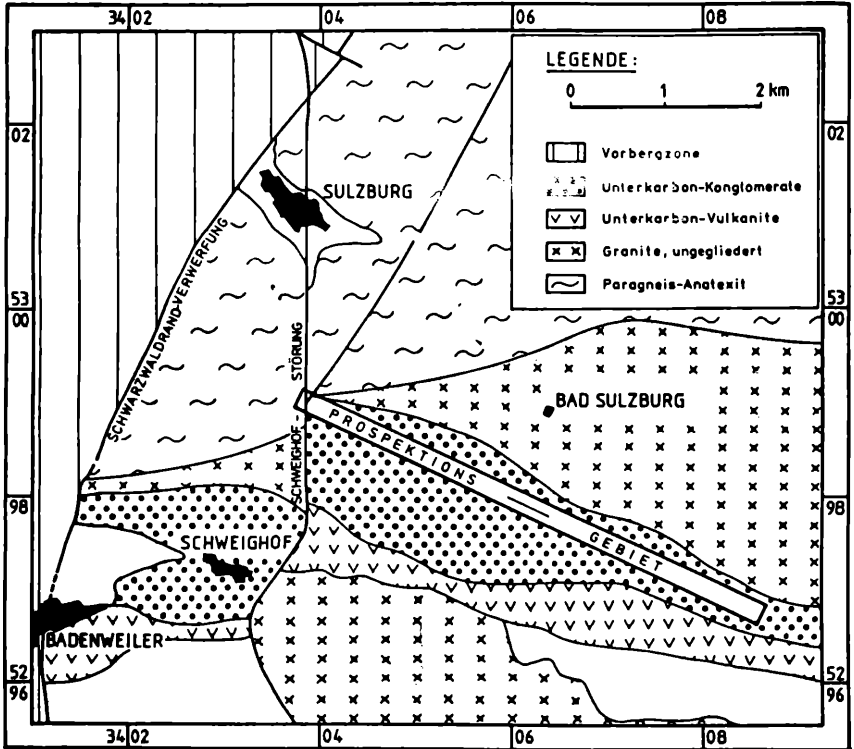 34 02 04 06 08
LEGENDE:
0 1 2 km
Vorbergzone
Unterkarbon-Konglomerate
Unterkarbon-Vulkanite
Granite, ungegliedert
Paragneis-Anatexit
02
02
SULZBURG
SCHWARZWALDRAND-VERWERFUNG
53
00
53
00
SCHWEIGHOF- STÖRUNG
BAD SULZBURG
PROSPEKTIONS GEBIET
98
98
SCHWEIGHOF
BADENWEILER
52
96
52
96
34 02 04 06 08